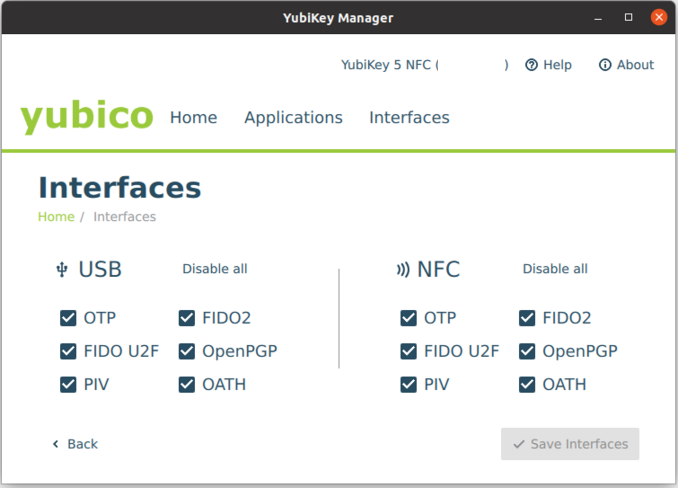 YubiKey Manager
YubiKey 5 NFC ( ) Help About
yubico Home Applications Interfaces
Interfaces
Home / Interfaces
USB Disable all NFC Disable all
OTP FIDO2 OTP FIDO2
FIDO U2F OpenPGP FIDO U2F OpenPGP
PIV OATH PIV OATH
Back Save Interfaces